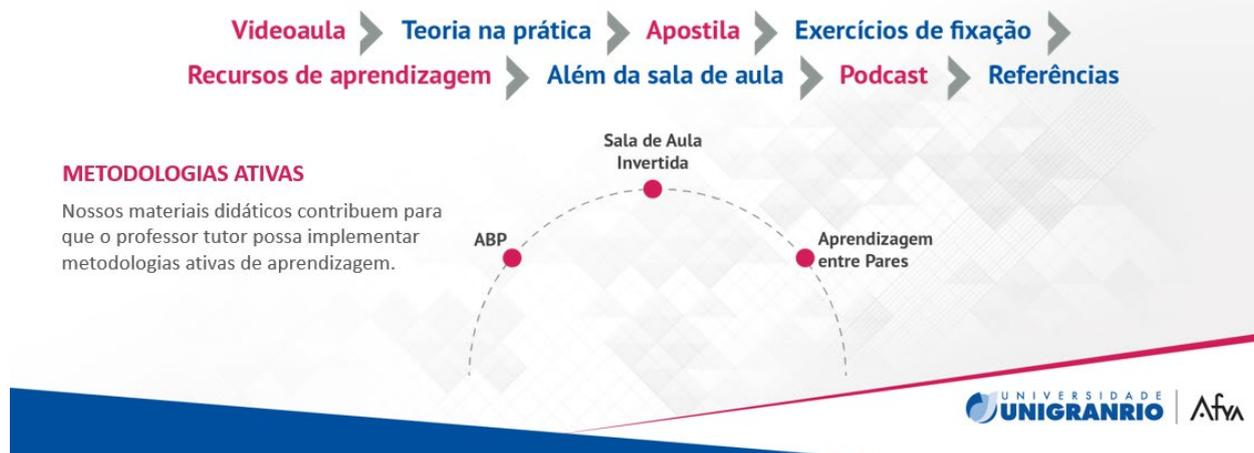 Videoaula Teoria na prática Apostila Exercícios de fixação
Recursos de aprendizagem Além da sala de aula Podcast Referências
Sala de Aula
Invertida
METODOLOGIAS ATIVAS
Nossos materiais didáticos contribuem para
que o professor tutor possa implementar
metodologias ativas de aprendizagem.
ABP
Aprendizagem
entre Pares
UNIVERSIDADE
UNIGRANRIO
Afya